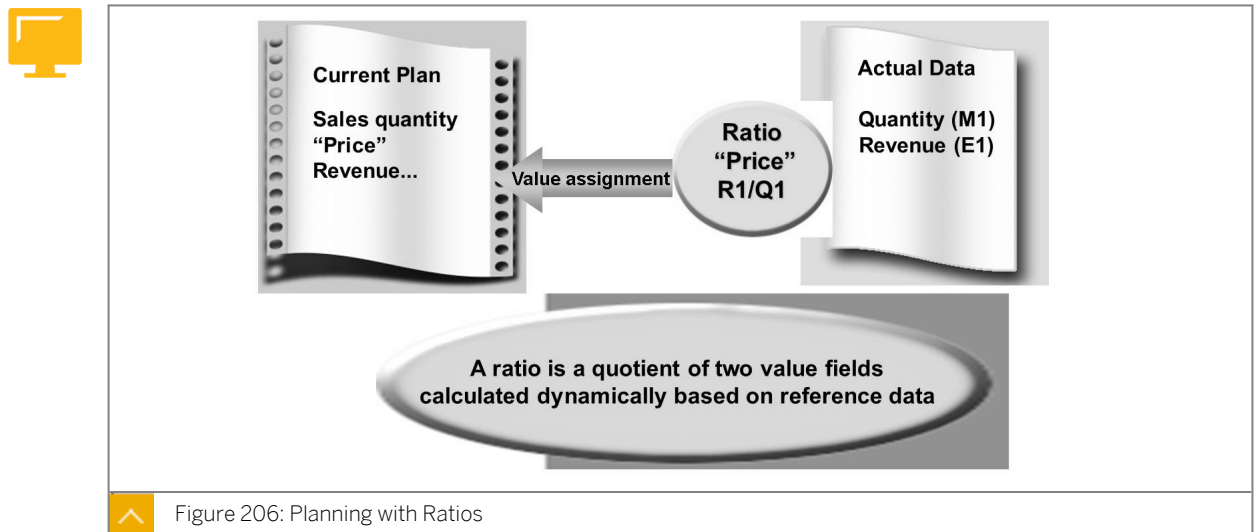 Current Plan
Sales quantity
“Price”
Revenue...
Value assignment
Ratio
“Price”
R1/Q1
Actual Data
Quantity (M1)
Revenue (E1)
A ratio is a quotient of two value fields
calculated dynamically based on reference data
Figure 206: Planning with Ratios